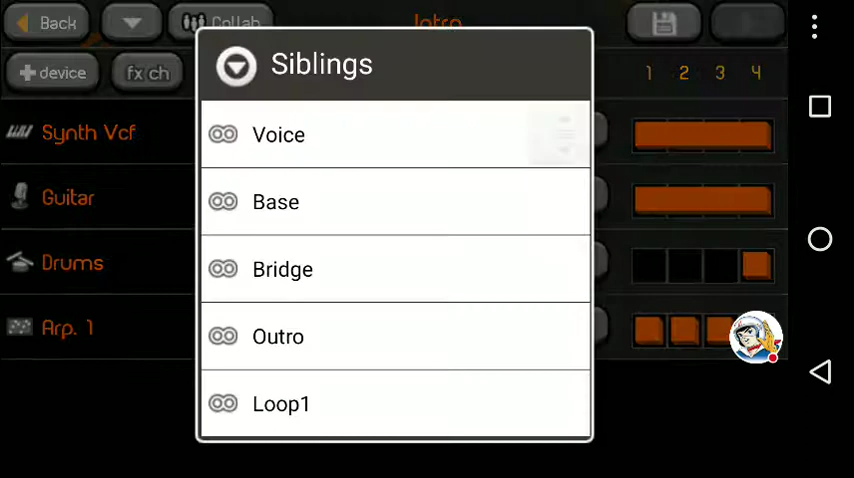 Back
Collab
Intro
+ device
fx ch
1 2 3 4
Siblings
Voice
Base
Bridge
Outro
Loop1
Synth Vcf
Guitar
Drums
Arp. 1